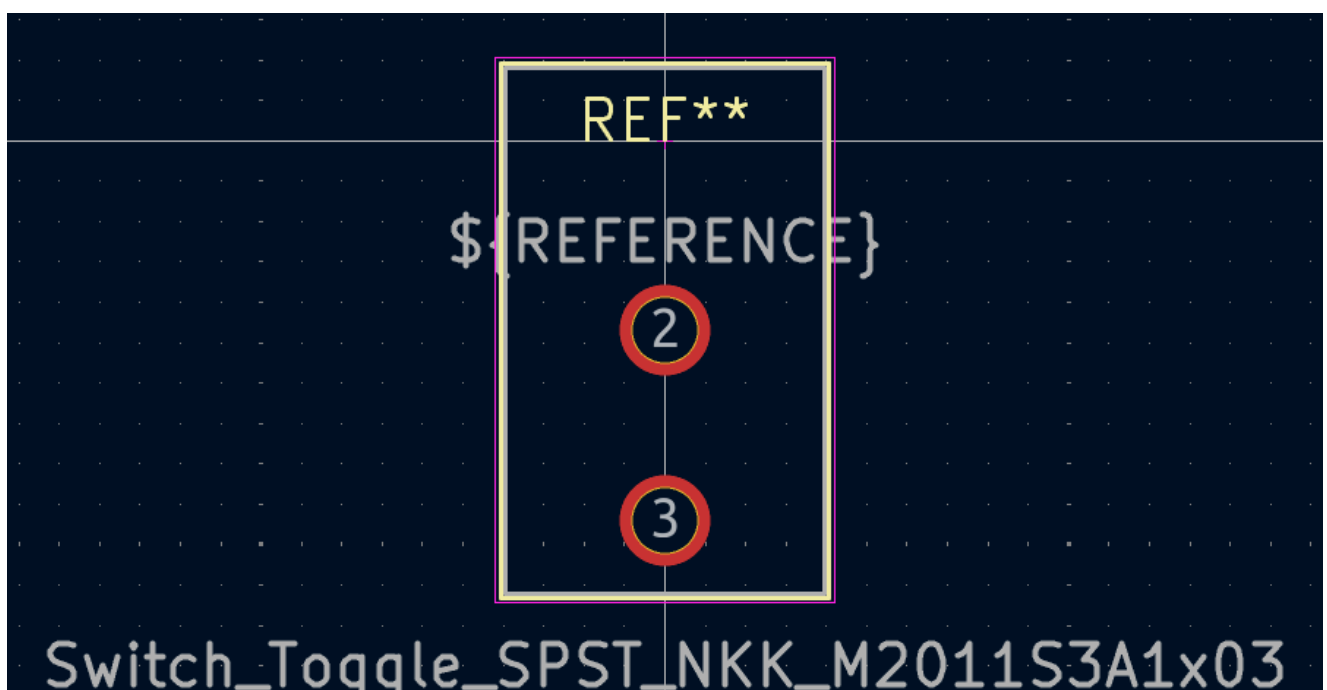 REF**
${REFERENCE}
2
3
Switch_Toggle_SPST_NKK_M2011S3A1x03